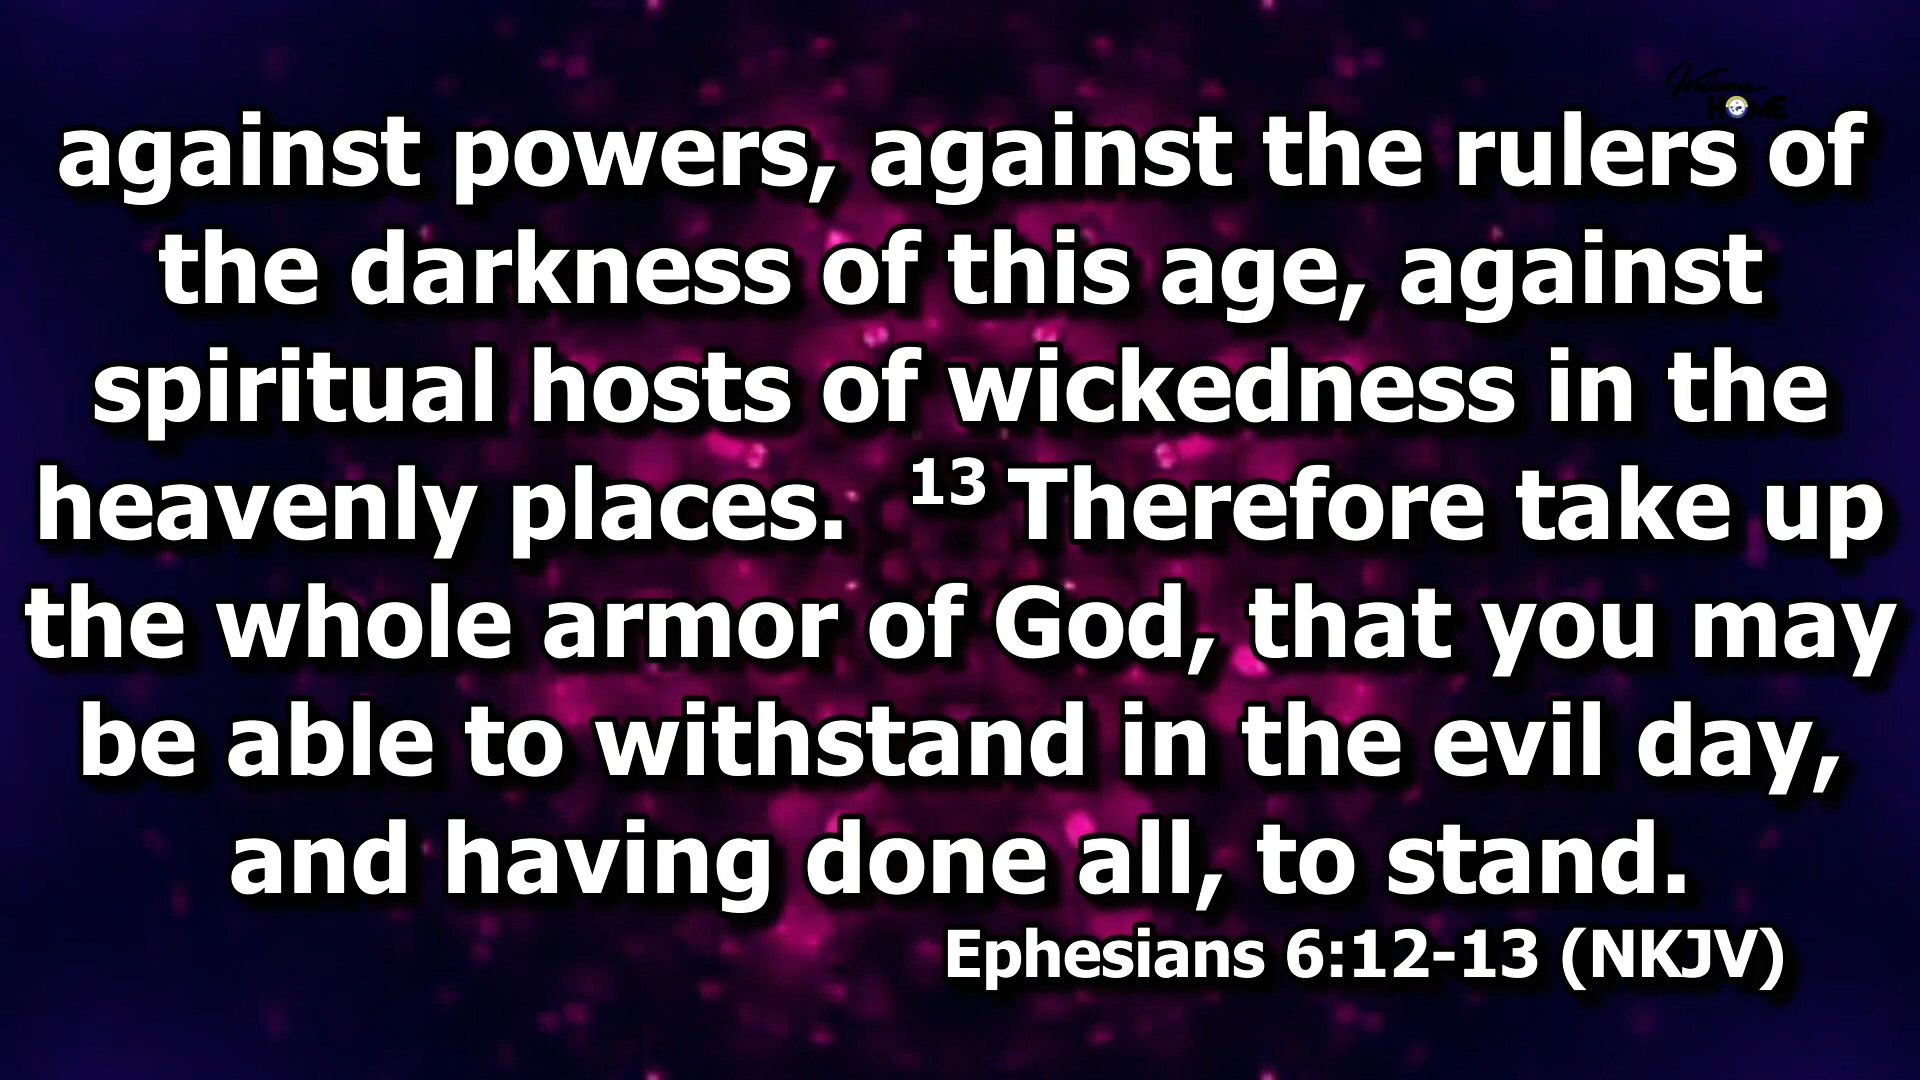 Welcome
HOME
against powers, against the rulers of
the darkness of this age, against
spiritual hosts of wickedness in the
heavenly places. 13 Therefore take up
the whole armor of God, that you may
be able to withstand in the evil day,
and having done all, to stand.
Ephesians 6:12-13 (NKJV)